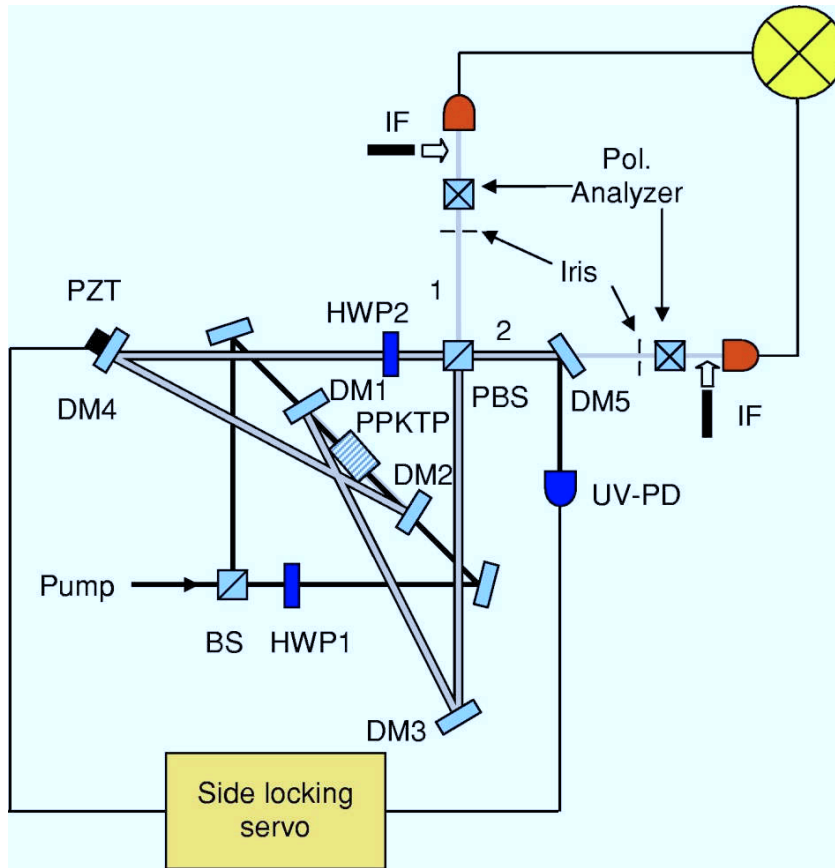 IF
Pol.
Analyzer
Iris
PZT
1
HWP2
2
DM1
DM4
PPKTP
PBS
DM5
IF
DM2
UV-PD
Pump
BS
HWP1
DM3
Side locking
servo